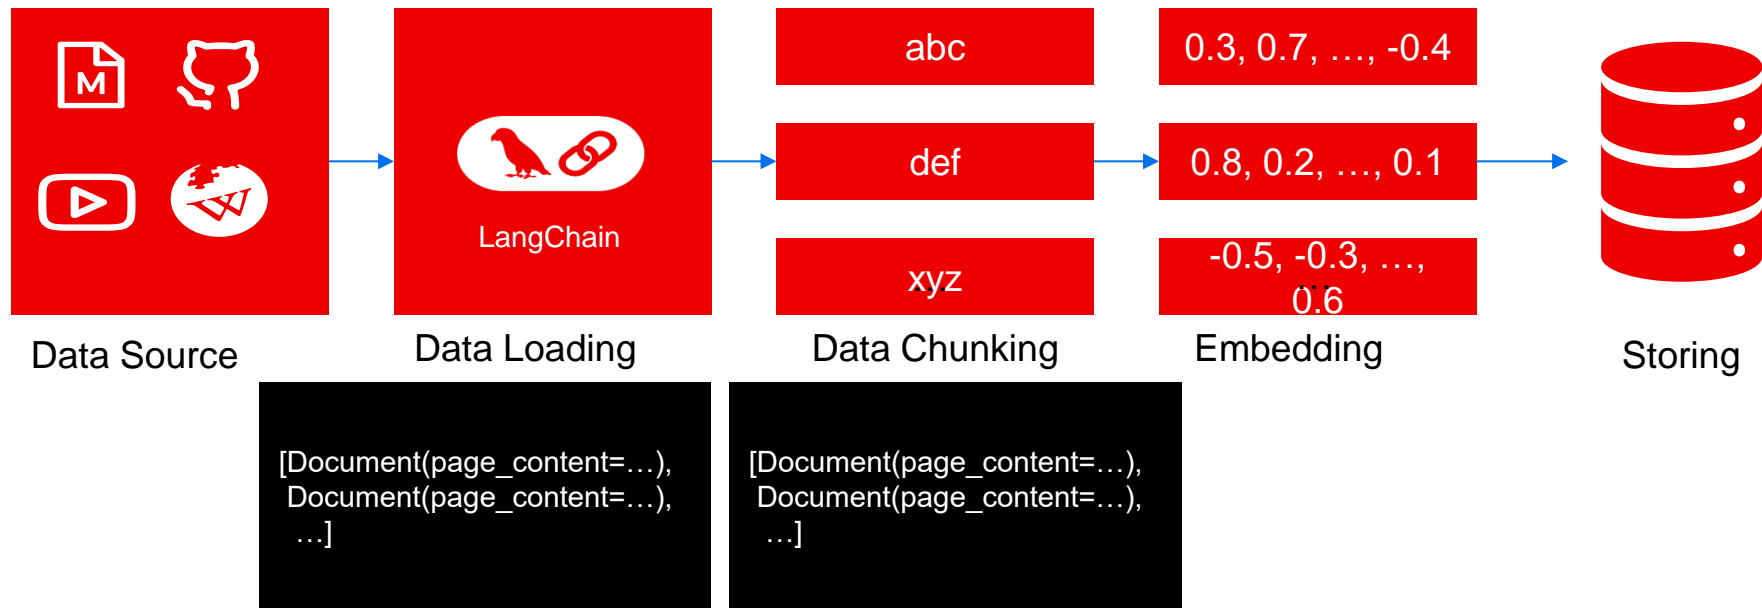 M
W
LangChain
abc
def
xyz
…
0.3, 0.7, …, -0.4
0.8, 0.2, …, 0.1
-0.5, -0.3, …,
0.6
…
Data Source
Data Loading
Data Chunking
Embedding
Storing
[Document(page_content=…),
Document(page_content=…),
…]
[Document(page_content=…),
Document(page_content=…),
…]